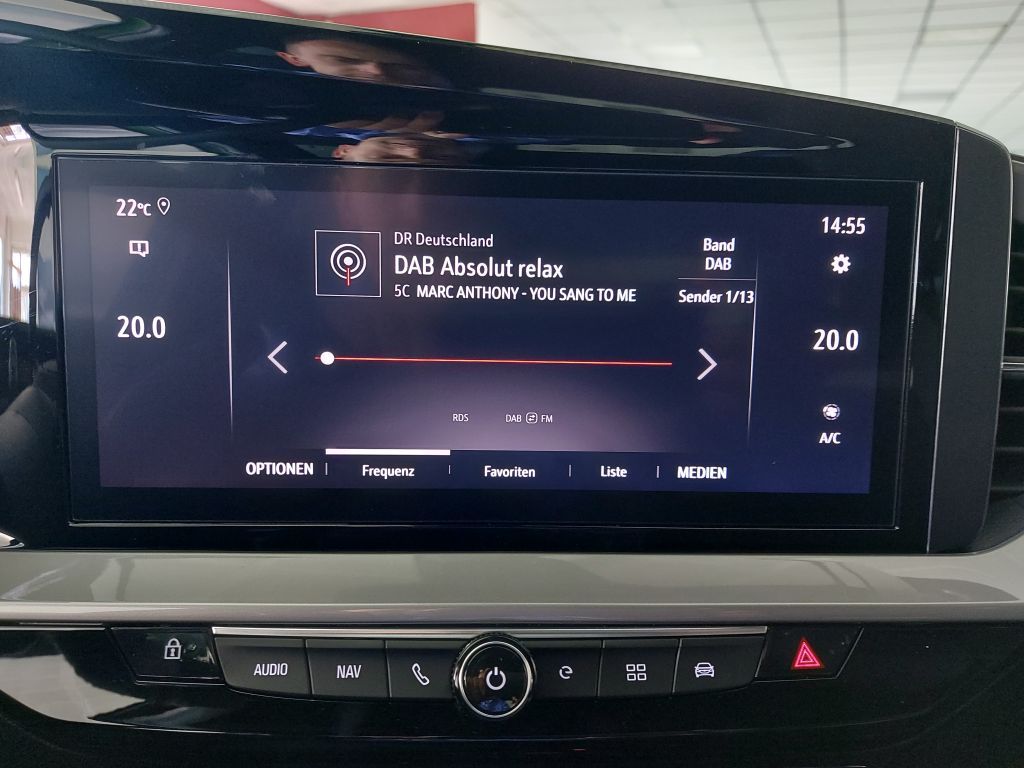 22°C
14:55
DR Deutschland
DAB Absolut relax
5C MARC ANTHONY - YOU SANG TO ME
Band
DAB
Sender 1/13
20.0
20.0
RDS
DAB FM
A/C
OPTIONEN
Frequenz
Favoriten
Liste
MEDIEN
AUDIO
NAV